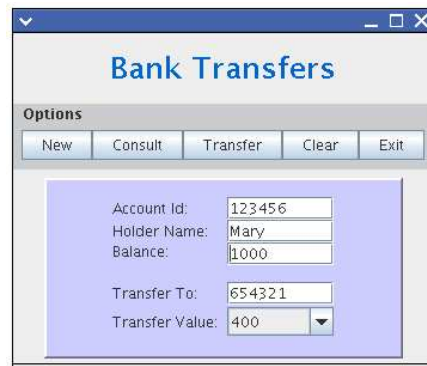 Bank Transfers
Options
New Consult Transfer Clear Exit
Account Id: 123456
Holder Name: Mary
Balance: 1000
Transfer To: 654321
Transfer Value: 400